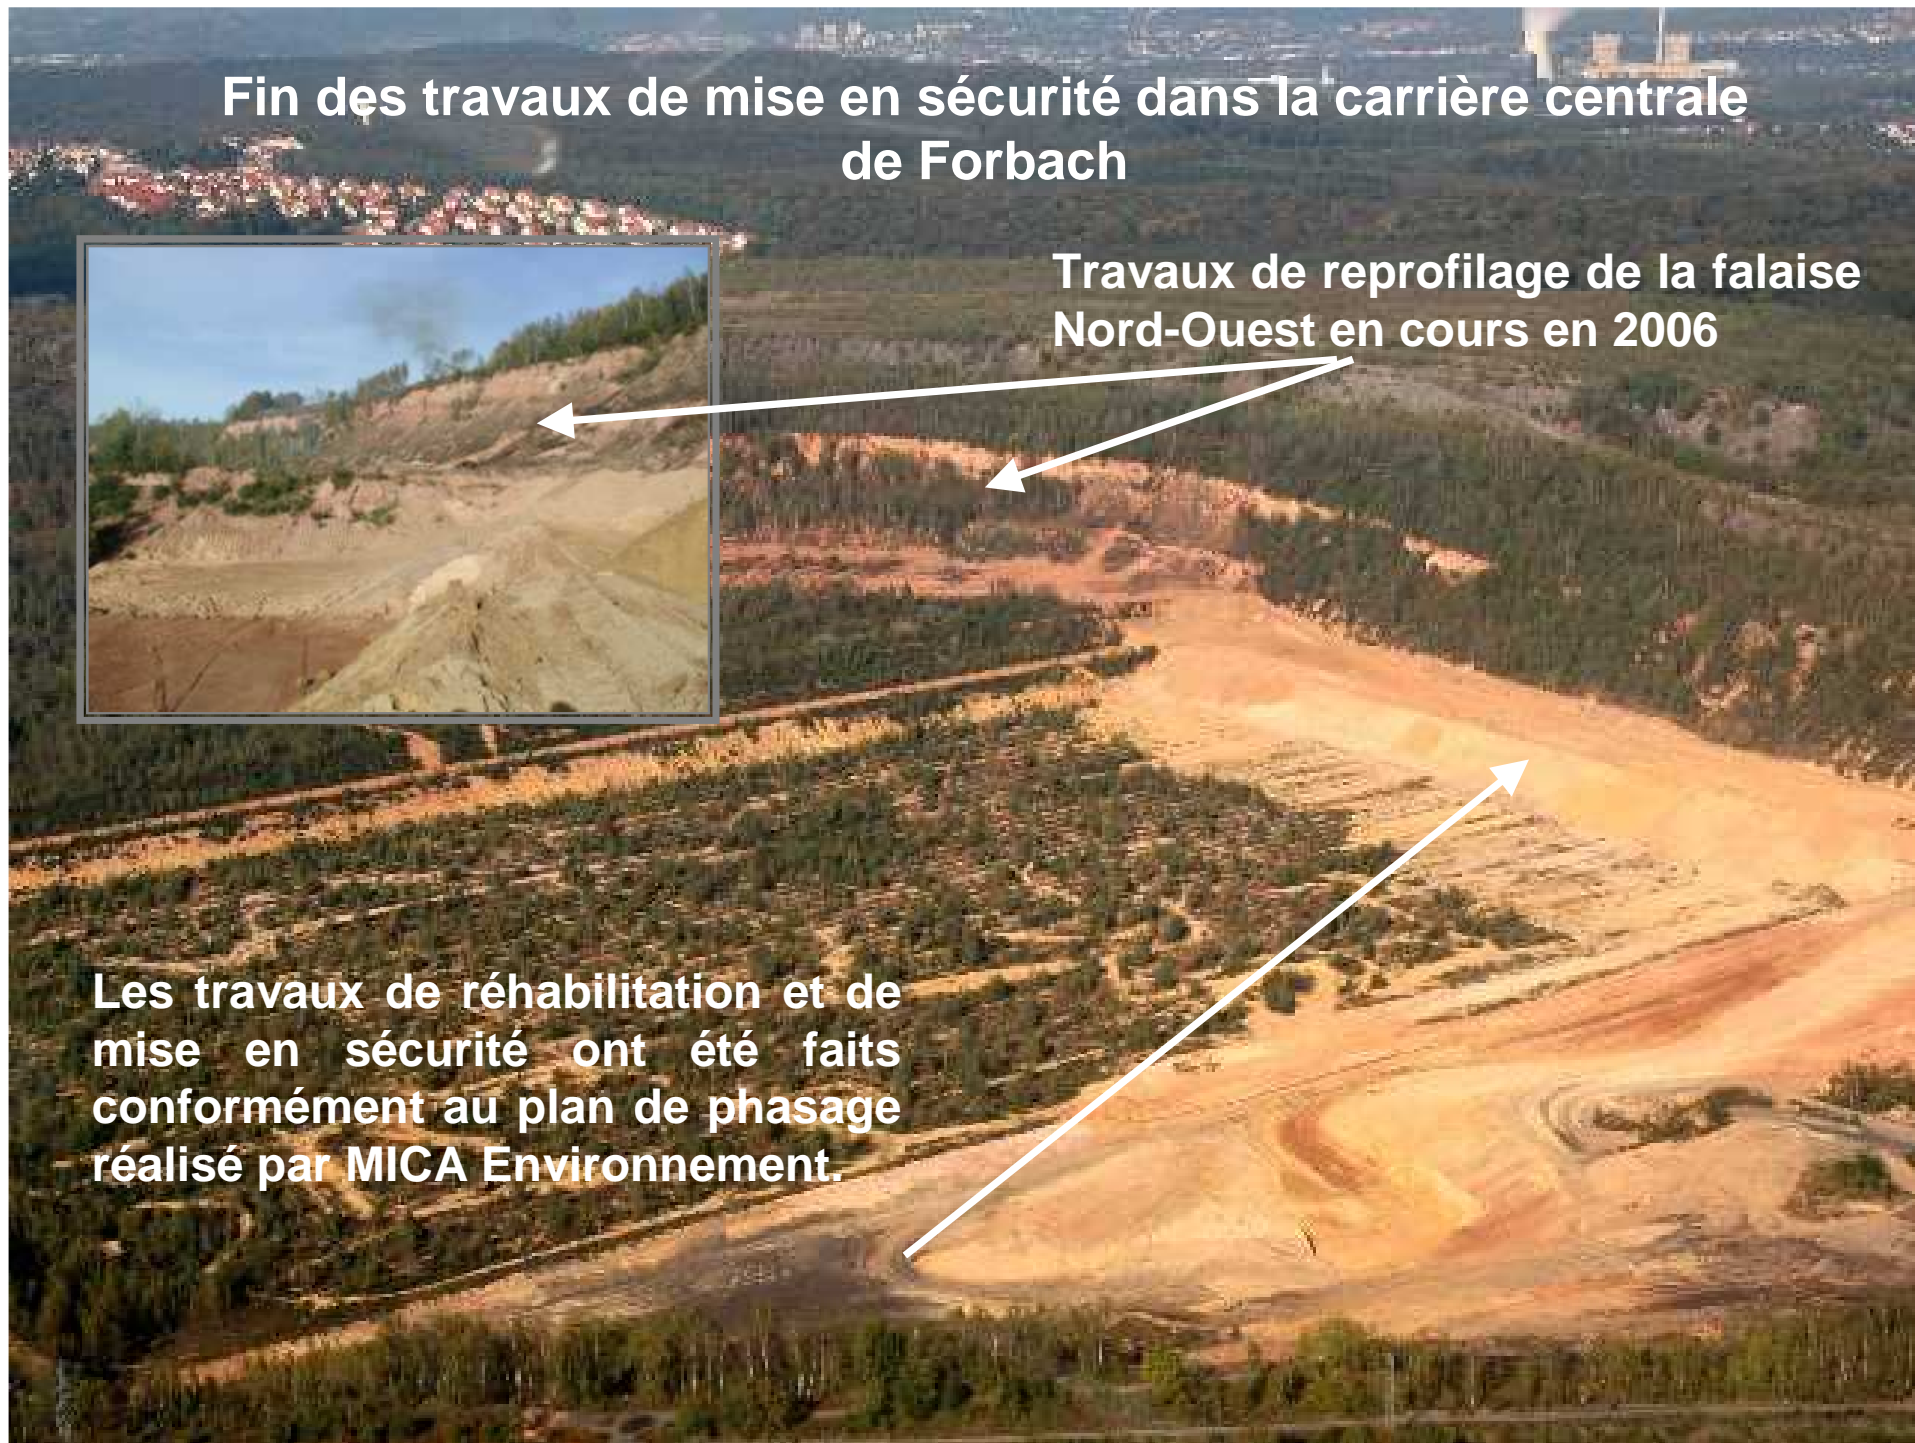 Fin des travaux de mise en sécurité dans la carrière centrale
de Forbach
Travaux de reprofilage de la falaise
Nord-Ouest en cours en 2006
Les travaux de réhabilitation et de
mise en sécurité ont été faits
conformément au plan de phasage
réalisé par MICA Environnement.